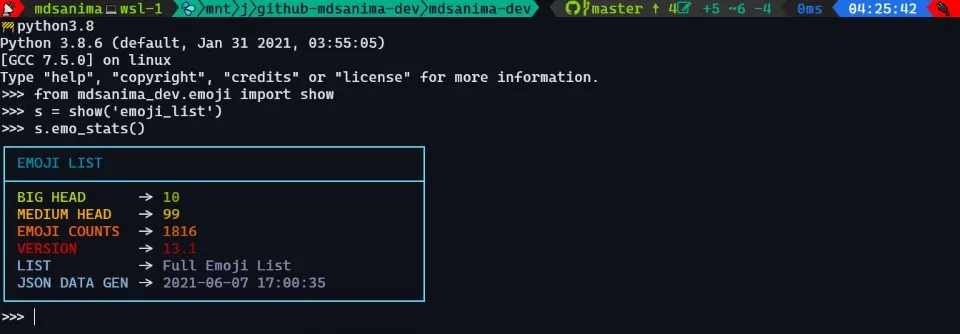 mdsanima wsl-1 mnt j github-mdsanima-dev mdsanima-dev master ↑ 4 +5 ~6 -4 0ms 04:25:42
python3.8
Python 3.8.6 (default, Jan 31 2021, 03:55:05)
[GCC 7.5.0] on linux
Type "help", "copyright", "credits" or "license" for more information.
>>> from mdsanima_dev.emoji import show
>>> s = show('emoji_list')
>>> s.emo_stats()
EMOJI LIST
BIG HEAD → 10
MEDIUM HEAD → 99
EMOJI COUNTS → 1816
VERSION → 13.1
LIST → Full Emoji List
JSON DATA GEN → 2021-06-07 17:00:35
>>>